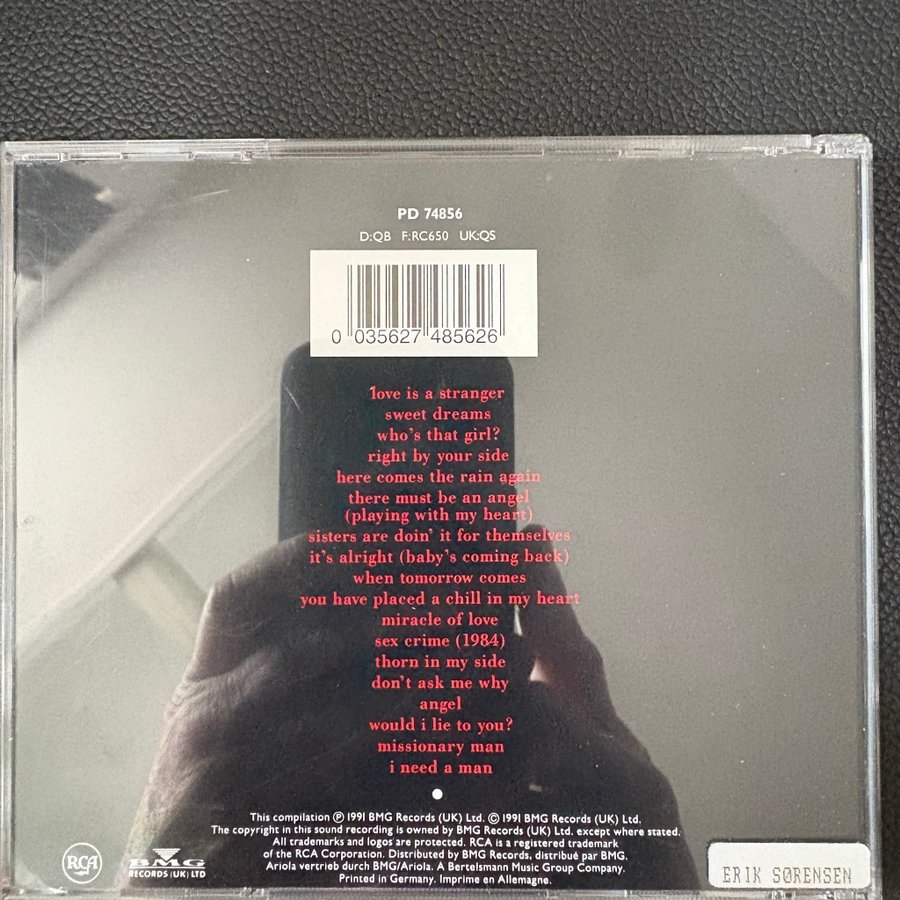 PD 74856
D:QB F:RC650 UK:QS
0 035627 485626
love is a stranger
sweet dreams
who's that girl?
right by your side
here comes the rain again
there must be an angel
(playing with my heart)
sisters are doin' it for themselves
it's alright (baby's coming back)
when tomorrow comes
you have placed a chill in my heart
miracle of love
sex crime (1984)
thorn in my side
don't ask me why
angel
would i lie to you?
missionary man
i need a man
This compilation ℗ 1991 BMG Records (UK) Ltd. © 1991 BMG Records (UK) Ltd.
The copyright in this sound recording is owned by BMG Records (UK) Ltd. except where stated.
All trademarks and logos are protected. RCA is a registered trademark
of the RCA Corporation. Distributed by BMG Records, distribué par BMG.
Ariola vertrieb durch BMG/Ariola. A Bertelsmann Music Group Company.
Printed in Germany. Imprime en Allemagne.
RCA
BMG
RECORDS (UK) LTD
ERIK SØRENSEN